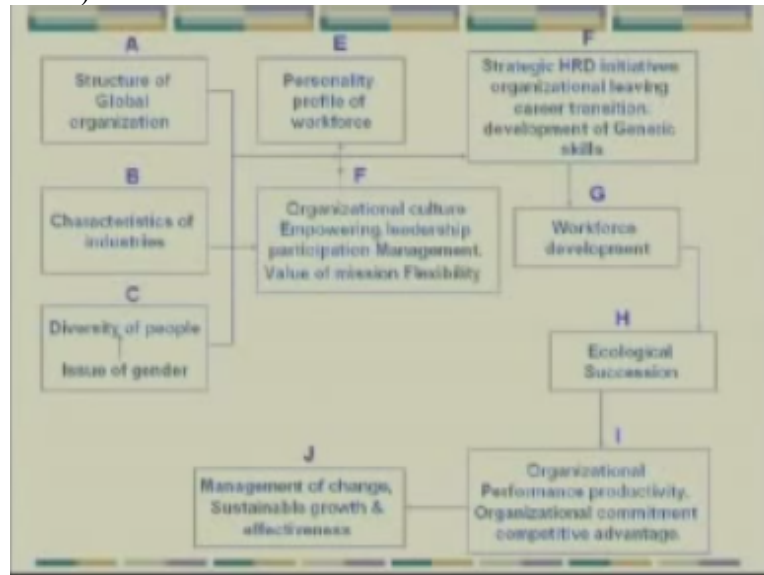 A
Structure of
Global
organization
E
Personality
profile of
workforce
F
Strategic HRD initiatives
organizational leaving
career transition.
development of Generic
skills
B
Characteristics of
industries
F
Organizational culture
Empowering leadership
participation Management.
Value of mission Flexibility
G
Workforce
development
C
Diversity of people
Issue of gender
H
Ecological
Succession
I
Organizational
Performance productivity.
Organizational commitment
competitive advantage.
J
Management of change,
Sustainable growth &
effectiveness